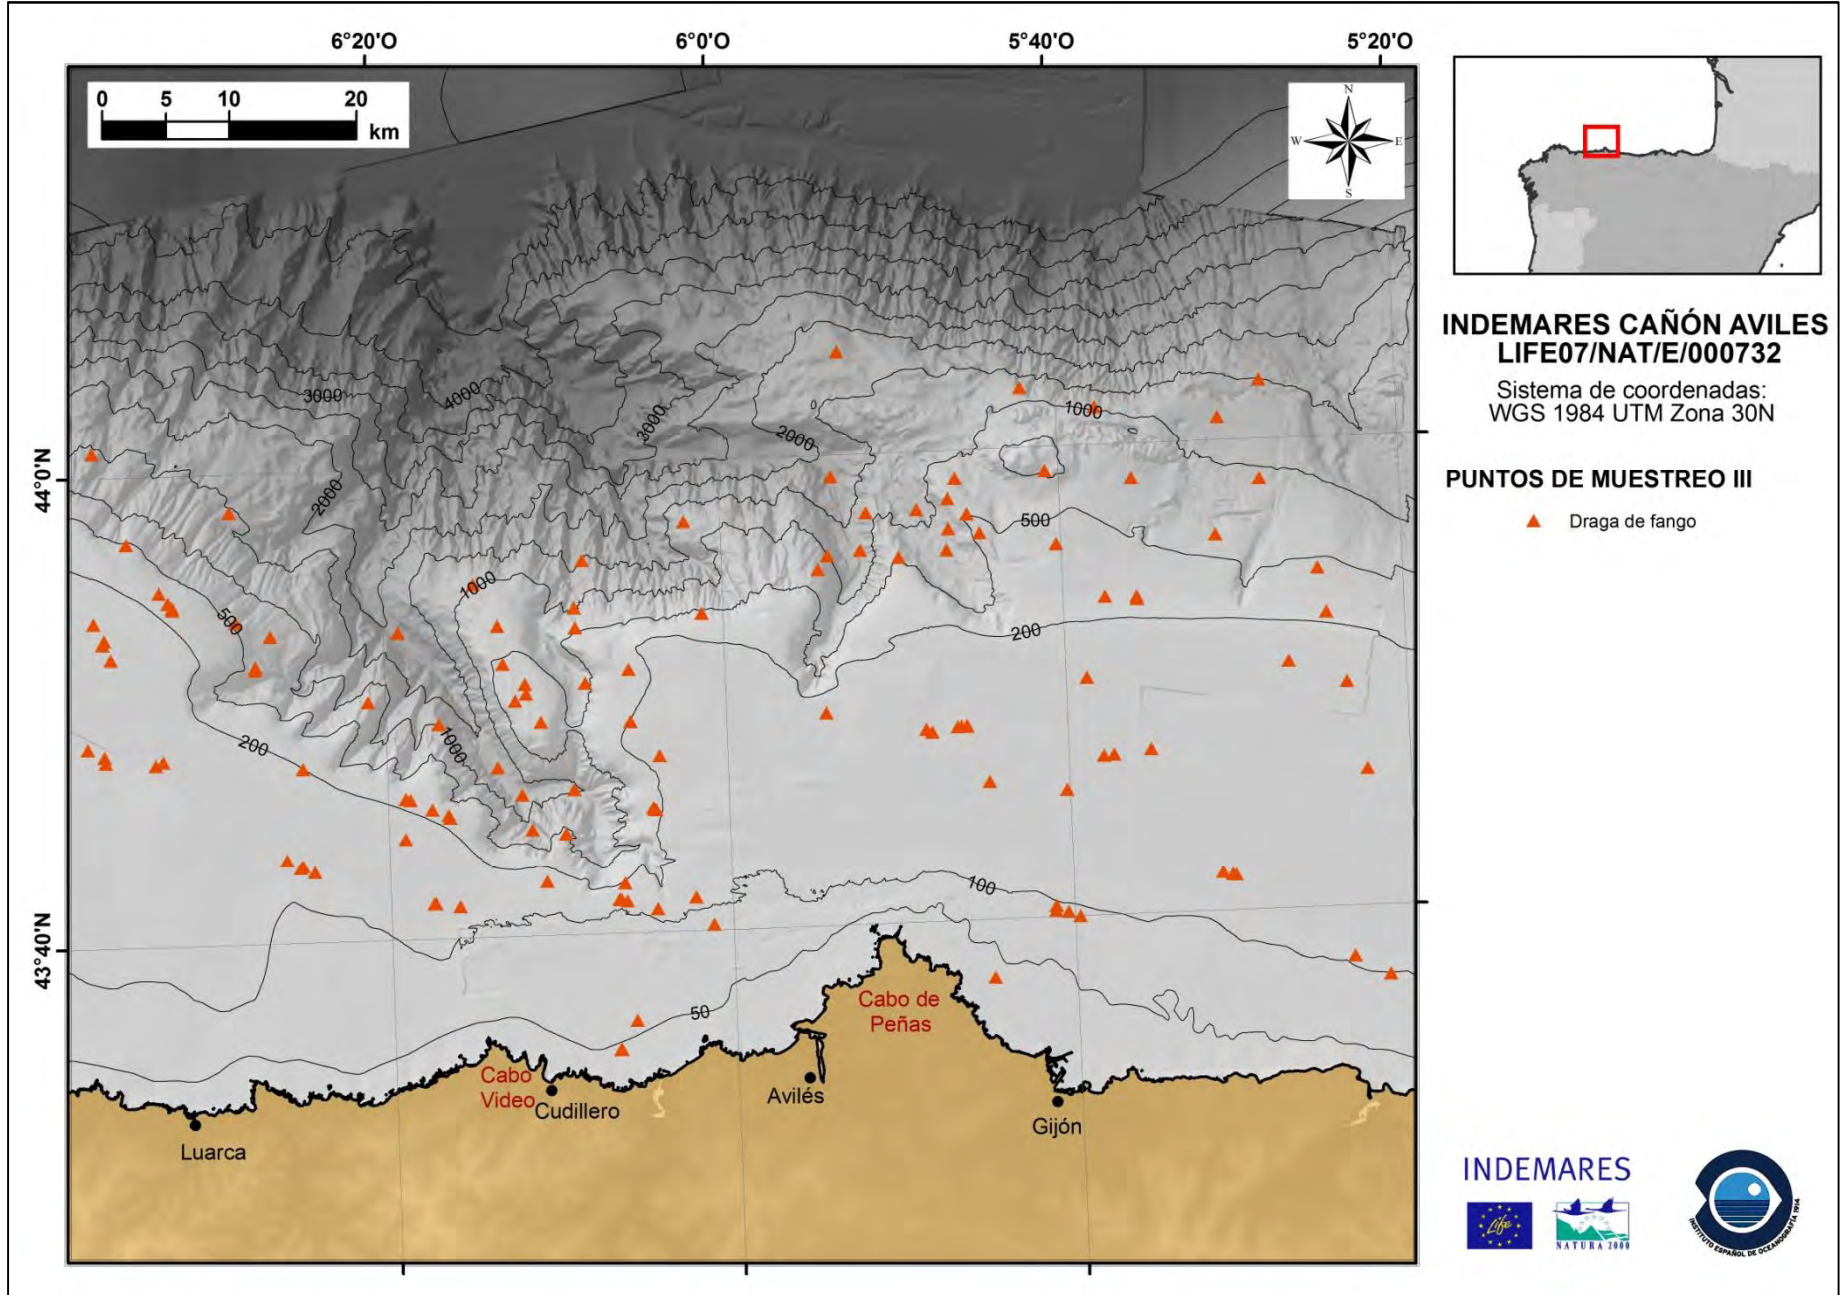 6°20'O
6°0'O
5°40'O
5°20'O
0 5 10 20
km
N
W E
S
INDEMARES CAÑÓN AVILES
LIFE07/NAT/E/000732
Sistema de coordenadas:
WGS 1984 UTM Zona 30N
PUNTOS DE MUESTREO III
Draga de fango
44°0'N
43°40'N
3000
4000
3000
2000
1000
2000
500
1000
500
200
200
1000
100
50
Cabo de
Peñas
Cabo
Video
Cudillero
Avilés
Gijón
Luarca
INDEMARES
Life
NATURA 2000
INSTITUTO ESPAÑOL DE OCEANOGRAFIA 1914